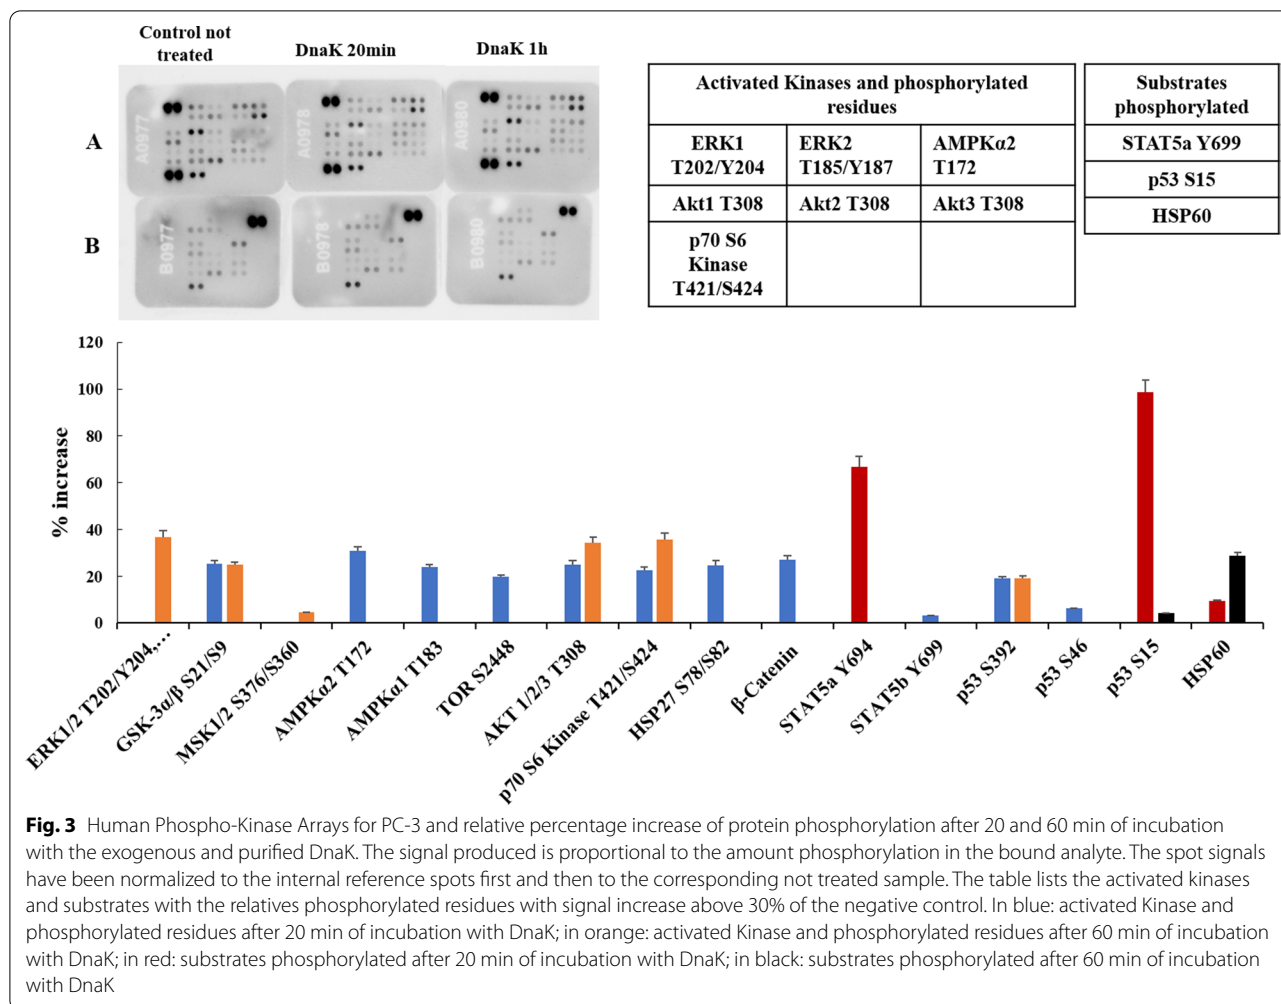 Control not
treated
DnaK 20min
DnaK 1h
A
B
A0977
A0978
A0980
B0977
B0978
B0980
Activated Kinases and phosphorylated
residues
ERK1
T202/Y204
ERK2
T185/Y187
AMPKα2
T172
Akt1 T308
Akt2 T308
Akt3 T308
p70 S6
Kinase
T421/S424
Substrates
phosphorylated
STAT5a Y699
p53 S15
HSP60
% increase
120
100
80
60
40
20
0
ERK1/2 T202/Y204,…
GSK-3α/β S21/S9
MSK1/2 S376/S360
AMPKα2 T172
AMPKα1 T183
TOR S2448
AKT 1/2/3 T308
p70 S6 Kinase T421/S424
HSP27 S78/S82
β-Catenin
STAT5a Y694
STAT5b Y699
p53 S392
p53 S46
p53 S15
HSP60
Fig. 3 Human Phospho-Kinase Arrays for PC-3 and relative percentage increase of protein phosphorylation after 20 and 60 min of incubation
with the exogenous and purified DnaK. The signal produced is proportional to the amount phosphorylation in the bound analyte. The spot signals
have been normalized to the internal reference spots first and then to the corresponding not treated sample. The table lists the activated kinases
and substrates with the relatives phosphorylated residues with signal increase above 30% of the negative control. In blue: activated Kinase and
phosphorylated residues after 20 min of incubation with DnaK; in orange: activated Kinase and phosphorylated residues after 60 min of incubation
with DnaK; in red: substrates phosphorylated after 20 min of incubation with DnaK; in black: substrates phosphorylated after 60 min of incubation
with DnaK